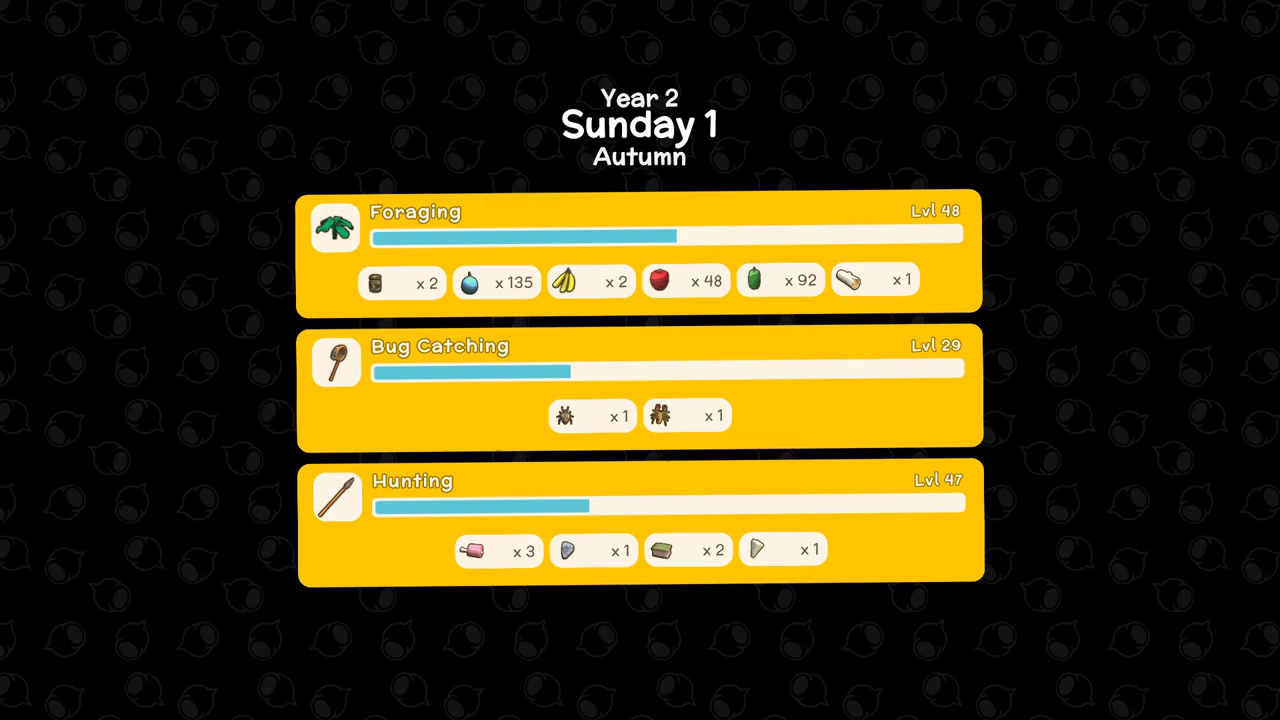 Year 2
Sunday 1
Autumn
Foraging Lvl 48
x 2 x 135 x 2 x 48 x 92 x 1
Bug Catching Lvl 29
x 1 x 1
Hunting Lvl 47
x 3 x 1 x 2 x 1